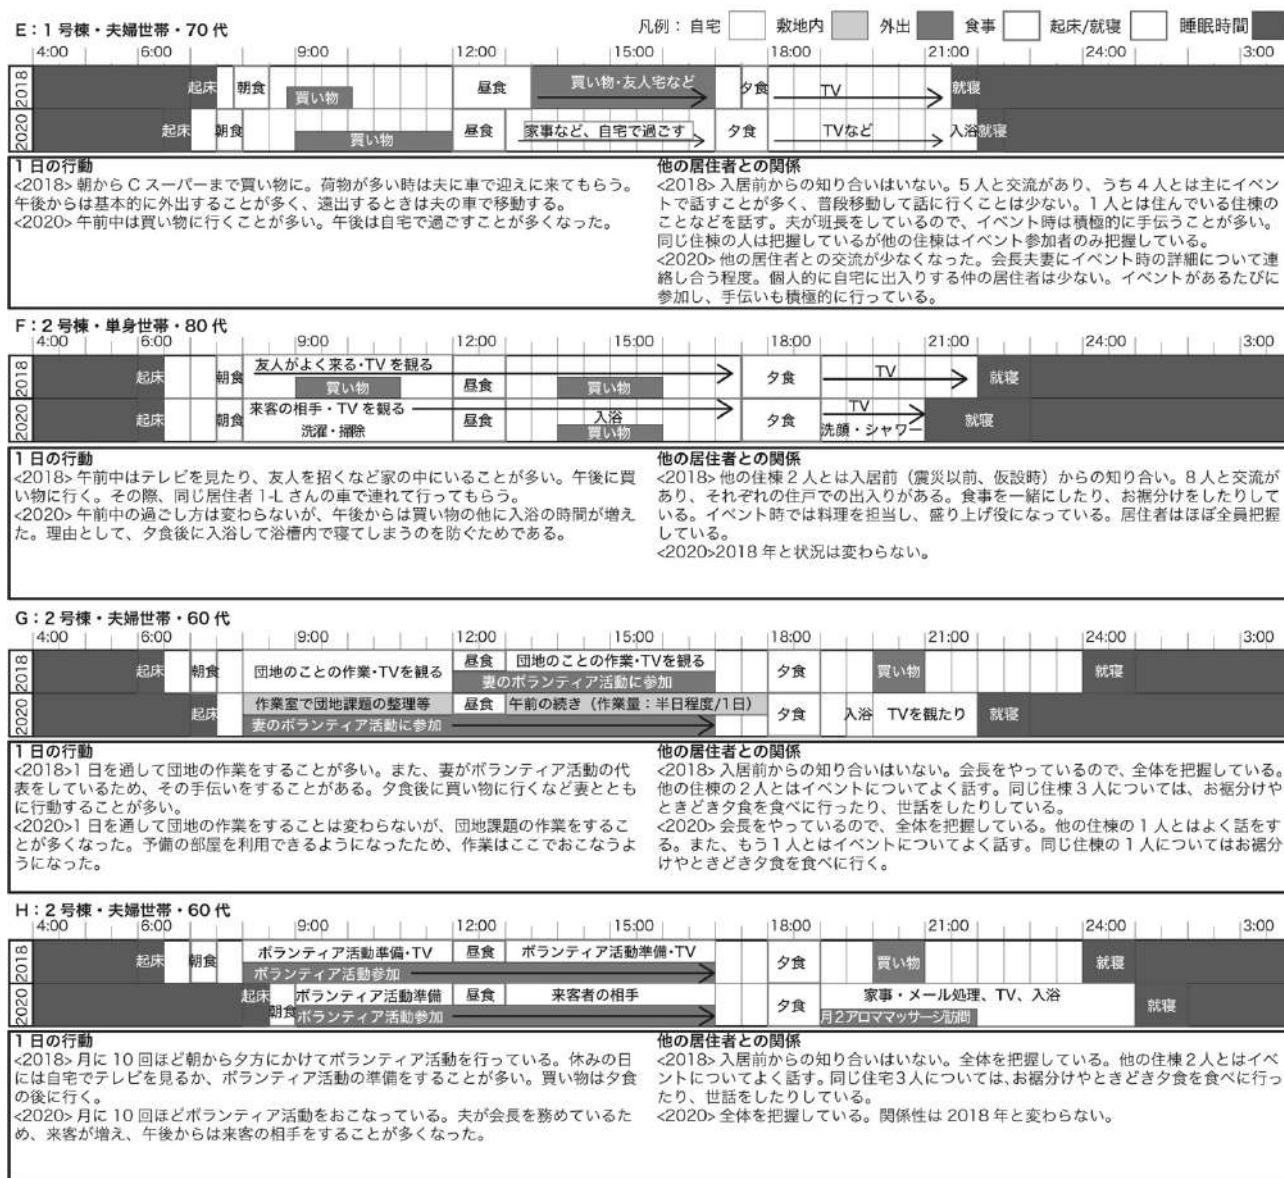 E：1号棟・夫婦世帯・70代
凡例： 自宅 敷地内 外出 食事 起床/就寝 睡眠時間
4:00 6:00 9:00 12:00 15:00 18:00 21:00 24:00 3:00
2018 起床 朝食 買い物 昼食 買い物・友人宅など 夕食 TV 就寝
2020 起床 朝食 買い物 昼食 家事など、自宅で過ごす 夕食 TVなど 入浴 就寝
1日の行動
<2018> 朝から C スーパーまで買い物に。荷物が多い時は夫に車で迎えに来てもらう。
午後からは基本的に外出することが多く、遠出するときは夫の車で移動する。
<2020> 午前中は買い物に行くことが多い。午後は自宅で過ごすことが多くなった。
他の居住者との関係
<2018> 入居前からの知り合いはいない。5人と交流があり、うち4人とは主にイベン
トで話すことが多く、普段移動して話に行くことは少ない。1人とは住んでいる住棟の
ことなどを話す。夫が班長をしているので、イベント時は積極的に手伝うことが多い。
同じ住棟の人は把握しているが他の住棟はイベント参加者のみ把握している。
<2020> 他の居住者との交流が少なくなった。会長夫妻にイベント時の詳細について連
絡し合う程度。個人的に自宅に出入りする仲の居住者は少ない。イベントがあるたびに
参加し、手伝いも積極的に行っている。
F：2号棟・単身世帯・80代
4:00 6:00 9:00 12:00 15:00 18:00 21:00 24:00 3:00
2018 起床 朝食 友人がよく来る・TVを観る 買い物 昼食 買い物 夕食 TV 就寝
2020 起床 朝食 来客の相手・TVを観る 洗濯・掃除 昼食 入浴 買い物 夕食 TV 洗顔・シャワー 就寝
1日の行動
<2018> 午前中はテレビを見たり、友人を招くなど家の中にいることが多い。午後に買
い物に行く。その際、同じ居住者 1-L さんの車で連れて行ってもらう。
<2020> 午前中の過ごし方は変わらないが、午後からは買い物の他に入浴の時間が増え
た。理由として、夕食後に入浴して浴槽内で寝てしまうのを防ぐためである。
他の居住者との関係
<2018> 他の住棟2人とは入居前（震災以前、仮設時）からの知り合い。8人と交流が
あり、それぞれの住戸での出入りがある。食事を一緒にしたり、お裾分けをしたりして
いる。イベント時では料理を担当し、盛り上げ役になっている。居住者はほぼ全員把握
している。
<2020>2018年と状況は変わらない。
G：2号棟・夫婦世帯・60代
4:00 6:00 9:00 12:00 15:00 18:00 21:00 24:00 3:00
2018 起床 朝食 団地のことの作業・TVを観る 昼食 団地のことの作業・TVを観る 妻のボランティア活動に参加 夕食 買い物 就寝
2020 起床 作業室で団地課題の整理等 昼食 午前の続き（作業量：半日程度/1日） 妻のボランティア活動に参加 夕食 入浴 TVを観たり 就寝
1日の行動
<2018>1日を通して団地の作業をすることが多い。また、妻がボランティア活動の代
表をしているため、その手伝いをすることがある。夕食後に買い物に行くなど妻ととも
に行動することが多い。
<2020>1日を通して団地の作業をすることは変わらないが、団地課題の作業をするこ
とが多くなった。予備の部屋を利用できるようになったため、作業はここでおこなうよ
うになった。
他の居住者との関係
<2018> 入居前からの知り合いはいない。会長をやっているので、全体を把握している。
他の住棟の2人とはイベントについてよく話す。同じ住棟3人については、お裾分けや
ときどき夕食を食べに行ったり、世話をしたりしている。
<2020> 会長をやっているので、全体を把握している。他の住棟の1人とはよく話をす
る。また、もう1人とはイベントについてよく話す。同じ住棟の1人についてはお裾分
けやときどき夕食を食べに行く。
H：2号棟・夫婦世帯・60代
4:00 6:00 9:00 12:00 15:00 18:00 21:00 24:00 3:00
2018 起床 朝食 ボランティア活動準備・TV ボランティア活動参加 昼食 ボランティア活動準備・TV 夕食 買い物 就寝
2020 起床 朝食 ボランティア活動準備 ボランティア活動参加 昼食 来客者の相手 夕食 家事・メール処理、TV、入浴 月2アロママッサージ訪問 就寝
1日の行動
<2018> 月に10回ほど朝から夕方にかけてボランティア活動を行っている。休みの日
には自宅でテレビを見るか、ボランティア活動の準備をすることが多い。買い物は夕食
の後に行く。
<2020> 月に10回ほどボランティア活動をおこなっている。夫が会長を務めているた
め、来客が増え、午後からは来客の相手をすることが多くなった。
他の居住者との関係
<2018> 入居前からの知り合いはいない。全体を把握している。他の住棟2人とはイベ
ントについてよく話す。同じ住宅3人については、お裾分けやときどき夕食を食べに行っ
たり、世話をしたりしている。
<2020> 全体を把握している。関係性は2018年と変わらない。